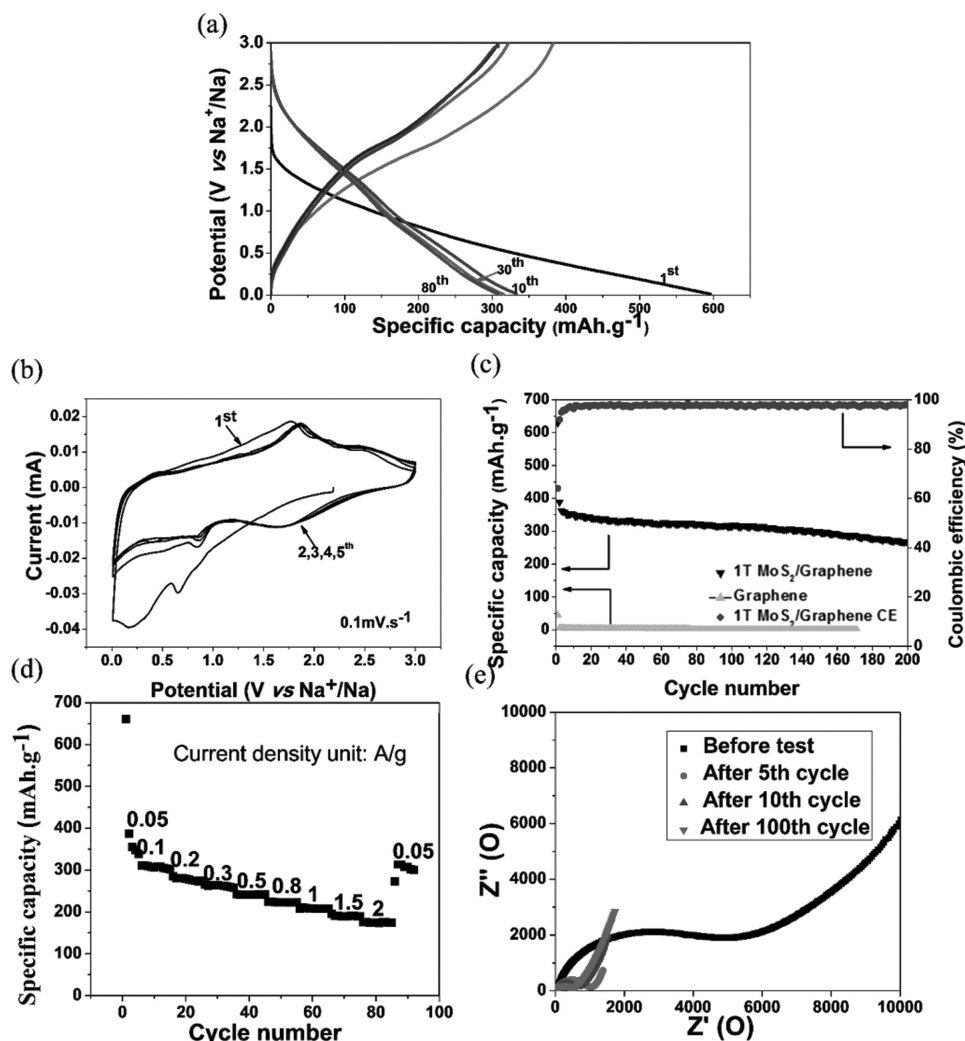 (a)
3.0
2.5
2.0
1.5
1.0
0.5
0.0
Potential (V vs Na⁺/Na)
80th
30th
10th
1st
0 100 200 300 400 500 600
Specific capacity (mAh.g⁻¹)
(b)
0.02
0.01
0.00
-0.01
-0.02
-0.03
-0.04
Current (mA)
1st
2,3,4,5th
0.1mV.s⁻¹
0.0 0.5 1.0 1.5 2.0 2.5 3.0
Potential (V vs Na⁺/Na)
(c)
700
600
500
400
300
200
100
0
Specific capacity (mAh.g⁻¹)
100
80
60
40
20
0
Coulombic efficiency (%)
1T MoS₂/Graphene
Graphene
1T MoS₂/Graphene CE
0 20 40 60 80 100 120 140 160 180 200
Cycle number
(d)
700
600
500
400
300
200
100
0
Specific capacity (mAh.g⁻¹)
Current density unit: A/g
0.05
0.1
0.2
0.3
0.5
0.8
1
1.5
2
0.05
0 20 40 60 80 100
Cycle number
(e)
10000
8000
6000
4000
2000
0
Z'' (O)
Before test
After 5th cycle
After 10th cycle
After 100th cycle
0 2000 4000 6000 8000 10000
Z' (O)